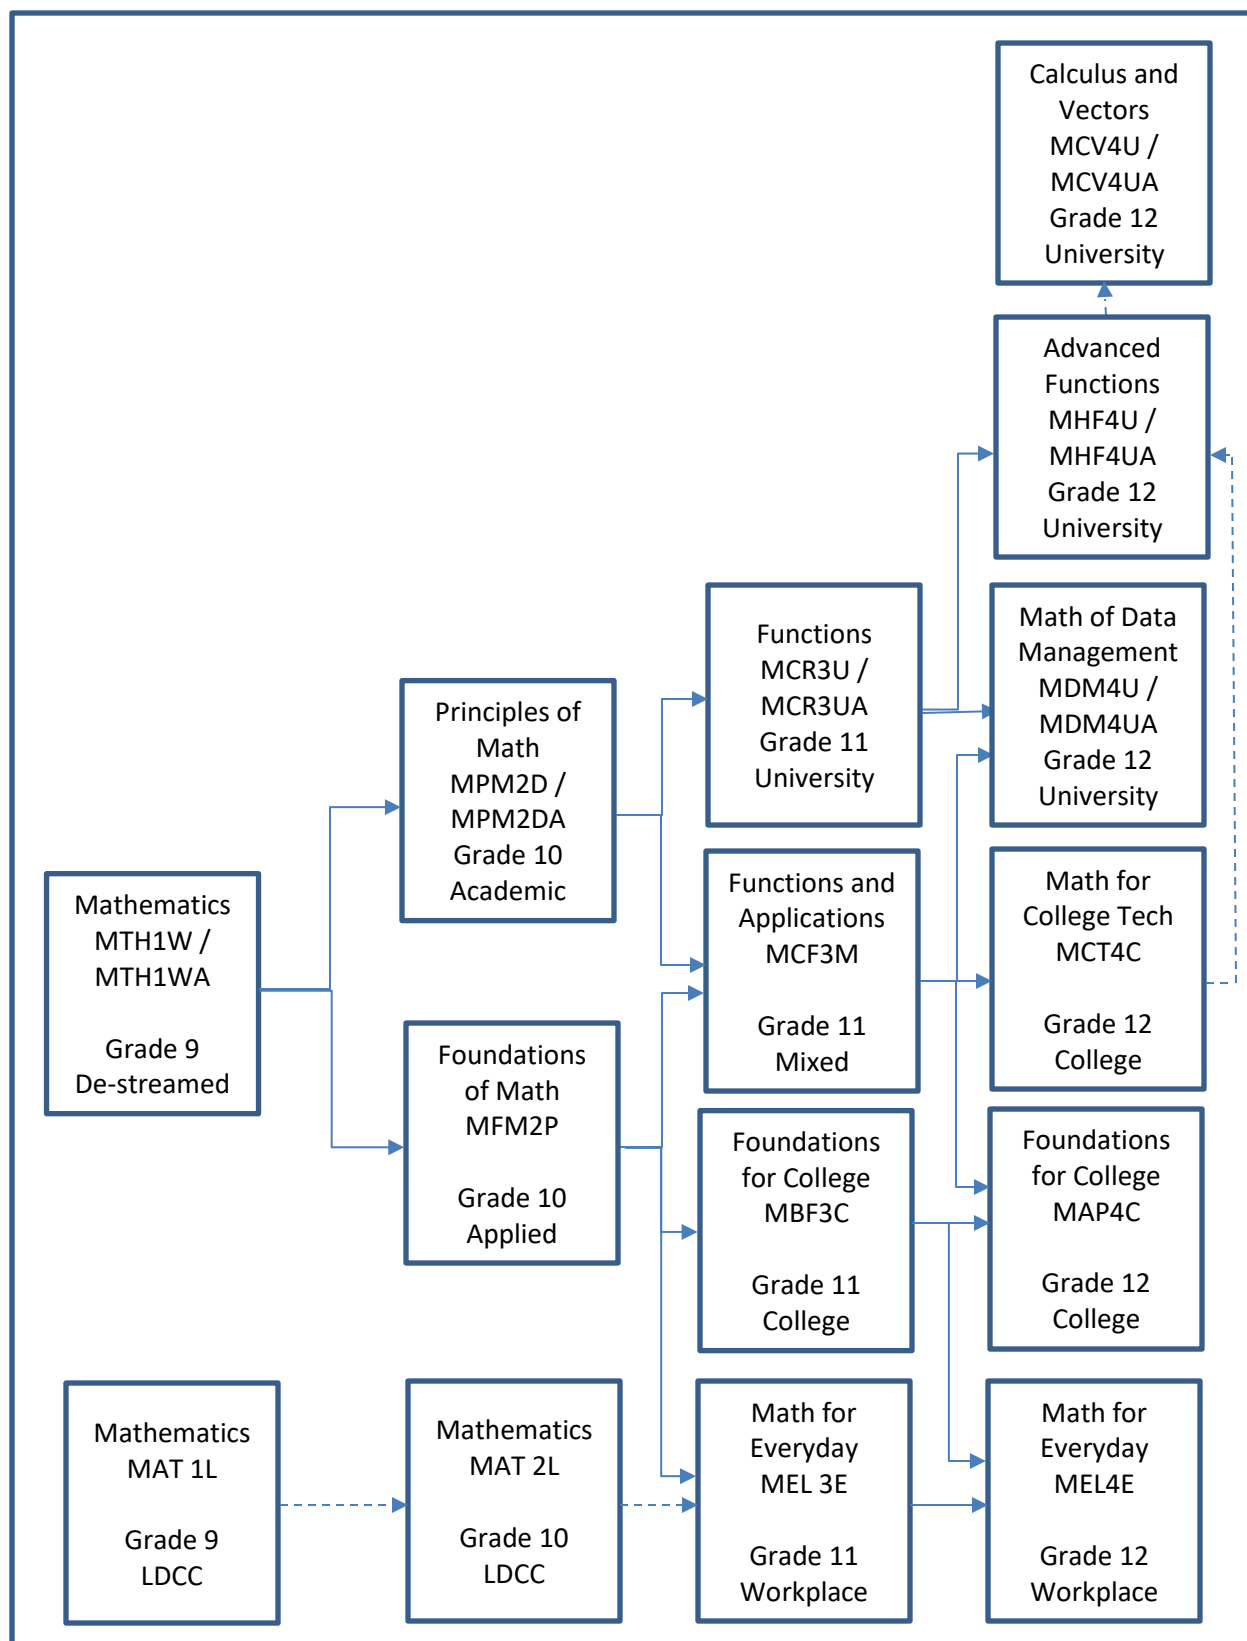 Calculus and
Vectors
MCV4U /
MCV4UA
Grade 12
University
Advanced
Functions
MHF4U /
MHF4UA
Grade 12
University
Functions
MCR3U /
MCR3UA
Grade 11
University
Math of Data
Management
MDM4U /
MDM4UA
Grade 12
University
Principles of
Math
MPM2D /
MPM2DA
Grade 10
Academic
Mathematics
MTH1W /
MTH1WA
Grade 9
De-streamed
Functions and
Applications
MCF3M
Grade 11
Mixed
Math for
College Tech
MCT4C
Grade 12
College
Foundations
of Math
MFM2P
Grade 10
Applied
Foundations
for College
MBF3C
Grade 11
College
Foundations
for College
MAP4C
Grade 12
College
Mathematics
MAT 1L
Grade 9
LDCC
Mathematics
MAT 2L
Grade 10
LDCC
Math for
Everyday
MEL 3E
Grade 11
Workplace
Math for
Everyday
MEL4E
Grade 12
Workplace